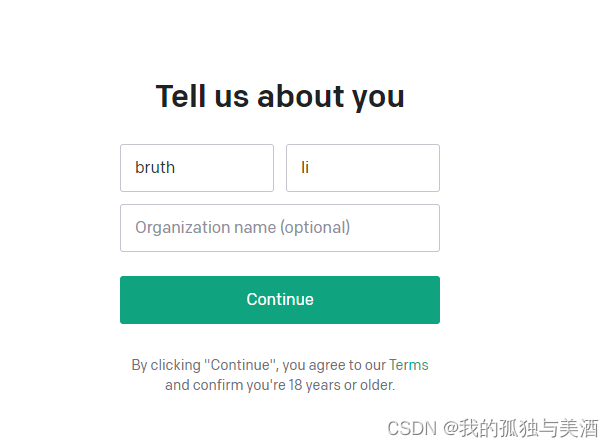 Tell us about you
bruth li
Organization name (optional)
Continue
By clicking "Continue", you agree to our Terms
and confirm you're 18 years or older.
CSDN @我的孤独与美酒